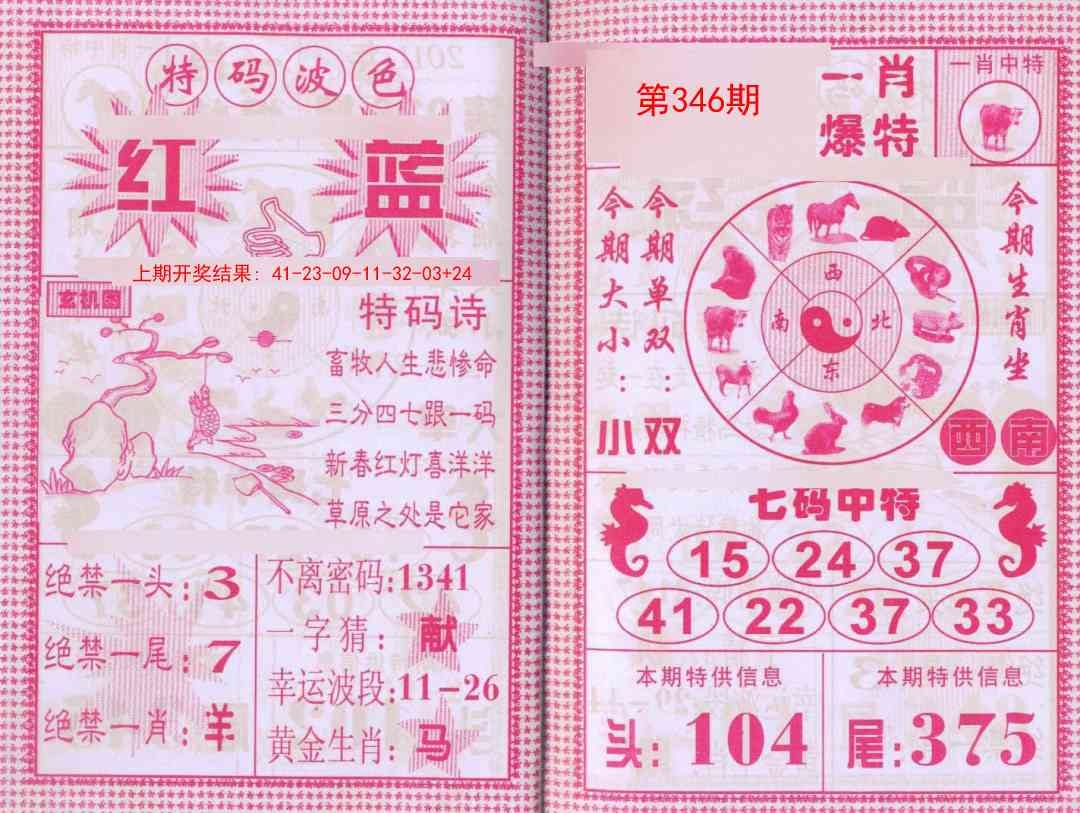 特码波色
红 蓝
上期开奖结果：41-23-09-11-32-03+24
玄机图
特码诗
畜牧人生悲惨命
三分四七跟一码
新春红灯喜洋洋
草原之处是它家
绝禁一头：3
绝禁一尾：7
绝禁一肖：羊
不离密码：1341
一字猜：献
幸运波段：11-26
黄金生肖：马
第346期
一肖
爆特
一肖中特
今期大小：小
今期单双：双
西
南
北
东
今期生肖坐
西 南
七码中特
15 24 37
41 22 37 33
本期特供信息
头：104
本期特供信息
尾：375